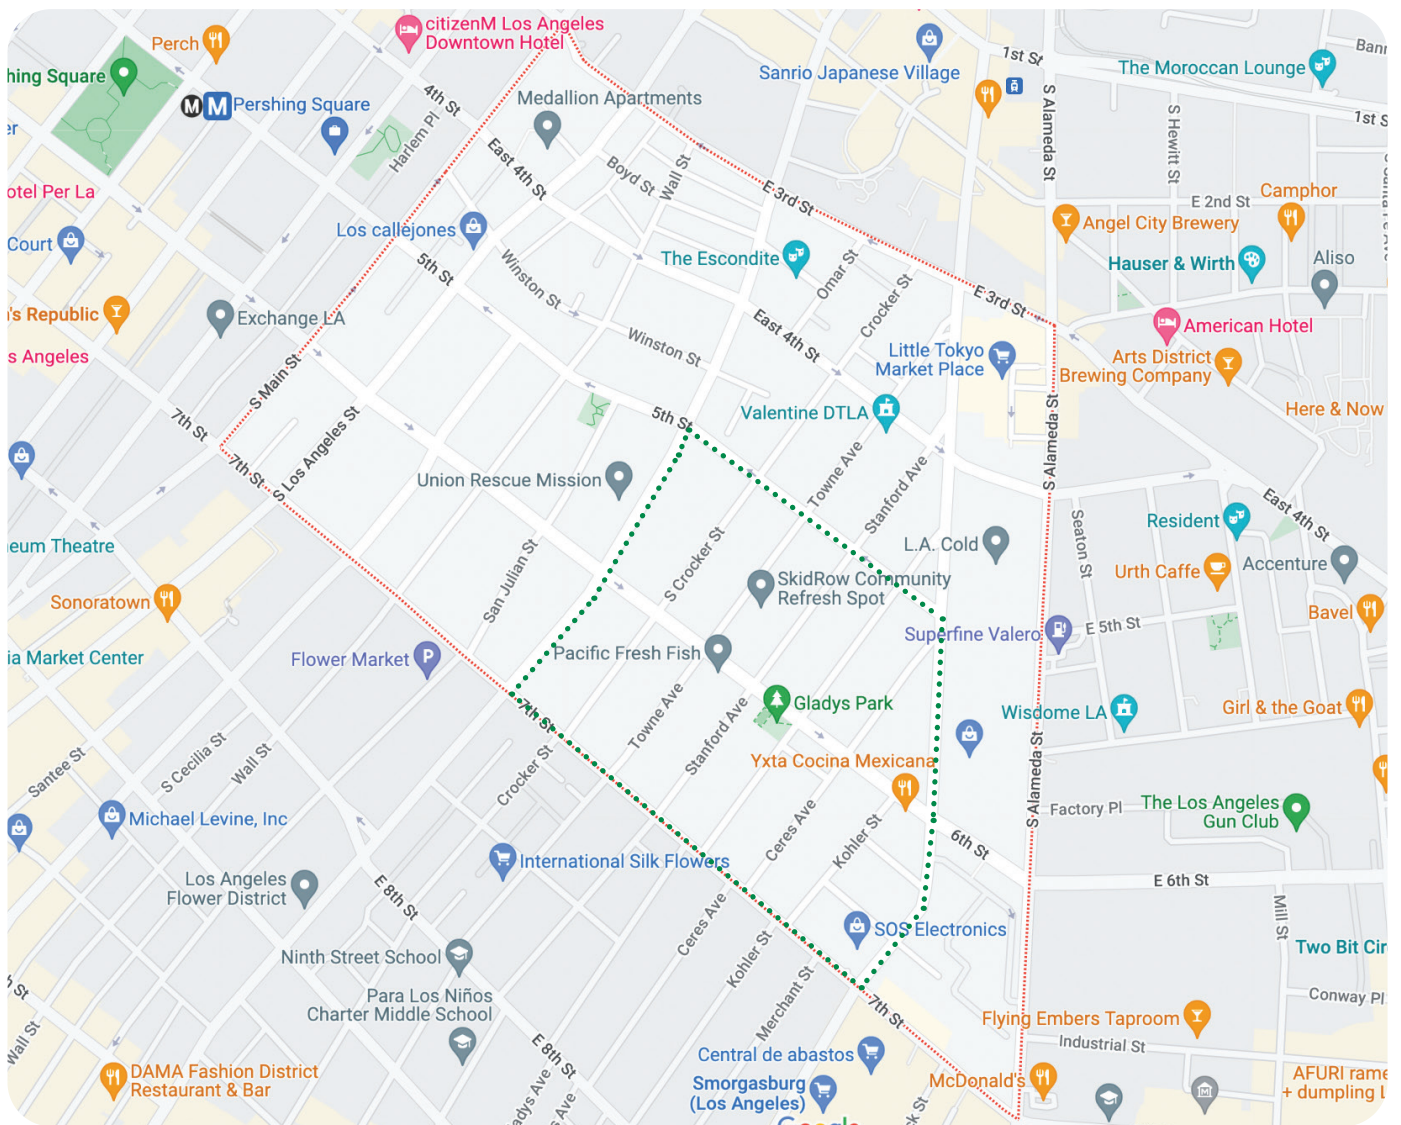 citizenM Los Angeles
Downtown Hotel
Perch
hing Square
Pershing Square
M
M
4th St
Harlem Pl
Medallion Apartments
Sanrio Japanese Village
1st St
The Moroccan Lounge
Bann
1st S
S Alameda St
S Hewitt St
er
otel Per La
Court
East 4th St
Boyd St
Wall St
E 3rd St
E 2nd St
Camphor
Angel City Brewery
Los callejones
5th St
Winston St
The Escondite
Omar St
Crocker St
Hauser & Wirth
Aliso
E 3rd St
's Republic
Exchange LA
s Angeles
Winston St
East 4th St
Little Tokyo
Market Place
American Hotel
Arts District
Brewing Company
Here & Now
S Main St
7th St
S Los Angeles St
7th St
5th St
Valentine DTLA
S Alameda St
Towne Ave
Stanford Ave
Union Rescue Mission
East 4th St
Resident
Seaton St
L.A. Cold
Accenture
Urth Caffe
eum Theatre
San Julian St
S Crocker St
SkidRow Community
Refresh Spot
Sonoratown
Bavel
Superfine Valero
E 5th St
ia Market Center
Flower Market
P
Pacific Fresh Fish
7th St
Towne Ave
Stanford Ave
Gladys Park
Wisdome LA
Girl & the Goat
S Alameda St
Santee St
S Cecilia St
Wall St
Crocker St
Yxta Cocina Mexicana
Factory Pl
The Los Angeles
Gun Club
Michael Levine, Inc
International Silk Flowers
Ceres Ave
Kohler St
6th St
E 6th St
Los Angeles
Flower District
E 8th St
Mill St
Ceres Ave
Kohler St
SOS Electronics
Two Bit Cir
Ninth Street School
Merchant St
Para Los Niños
Charter Middle School
7th St
Conway Pl
Flying Embers Taproom
Industrial St
h St
Wall St
E 8th St
Central de abastos
DAMA Fashion District
Restaurant & Bar
Smorgasburg
(Los Angeles)
McDonald's
AFURI rame
+ dumpling
adys Ave
s Ave
ck St
Google